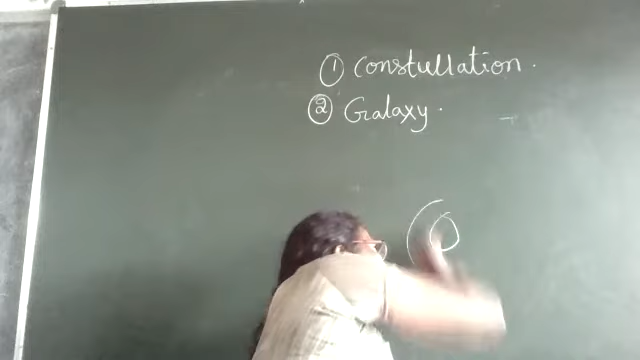 ① Constullation.
② Galaxy.